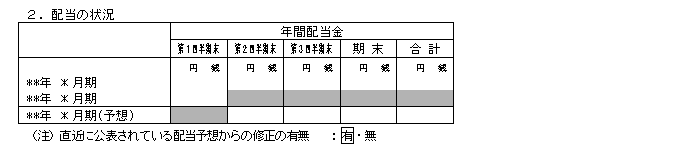 ２．配当の状況
年間配当金
第1四半期末 第2四半期末 第3四半期末 期末 合計
円 銭 円 銭 円 銭 円 銭 円 銭
**年 *月期
**年 *月期
**年 *月期(予想)
(注)直近に公表されている配当予想からの修正の有無 ：有・無